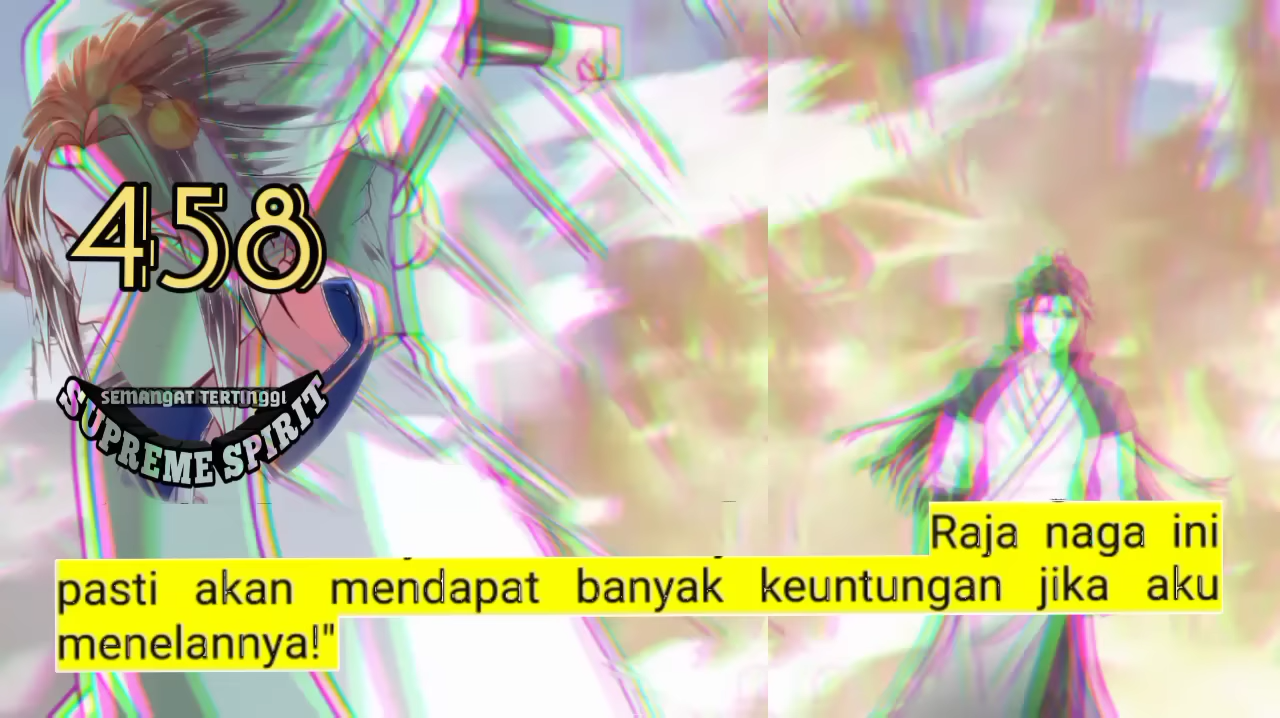 458
SEMANGAT TERTINGGI
SUPREME SPIRIT
Raja naga ini
pasti akan mendapat banyak keuntungan jika aku
menelannya!"